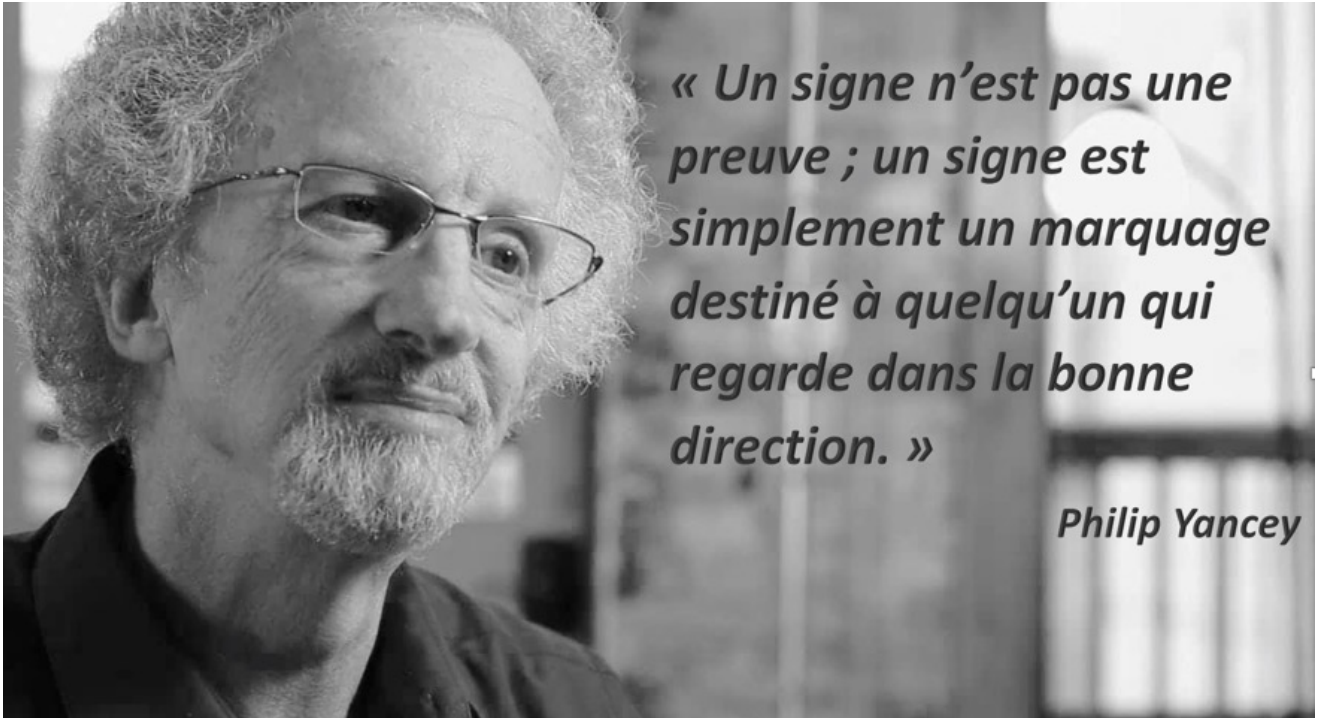 « Un signe n’est pas une
preuve ; un signe est
simplement un marquage
destiné à quelqu’un qui
regarde dans la bonne
direction. »
Philip Yancey